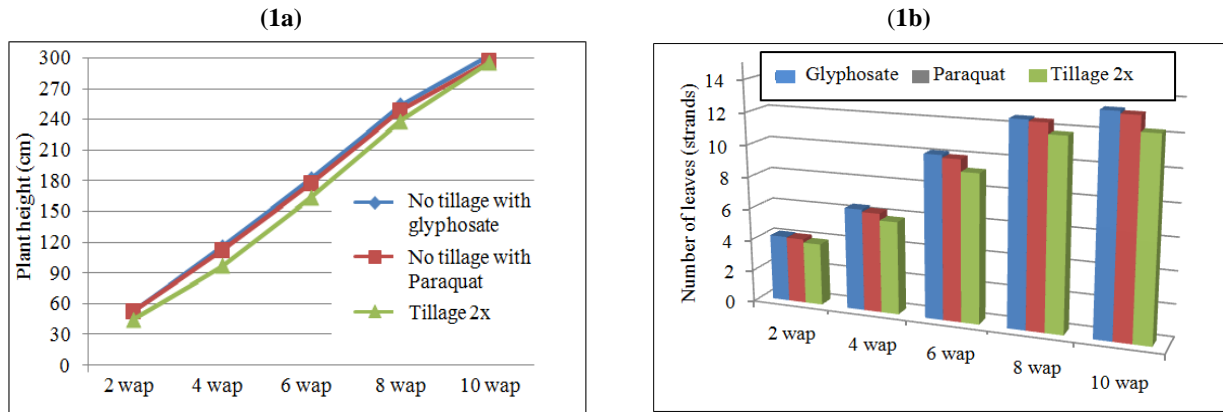 (1a)
Plant height (cm)
300
270
240
210
180
150
120
90
60
30
0
2 wap 4 wap 6 wap 8 wap 10 wap
No tillage with
glyphosate
No tillage with
Paraquat
Tillage 2x
(1b)
Number of leaves (strands)
14
12
10
8
6
4
2
0
Glyphosate Paraquat Tillage 2x
2 wap
4 wap
6 wap
8 wap
10 wap